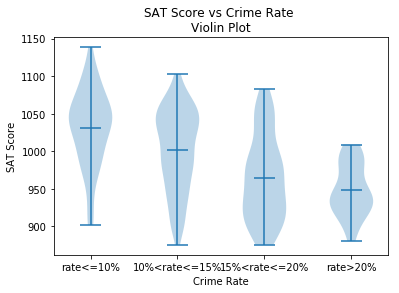 SAT Score vs Crime Rate
Violin Plot
1150
1100
1050
1000
950
900
SAT Score
rate<=10% 10%<rate<=15% 15%<rate<=20% rate>20%
Crime Rate